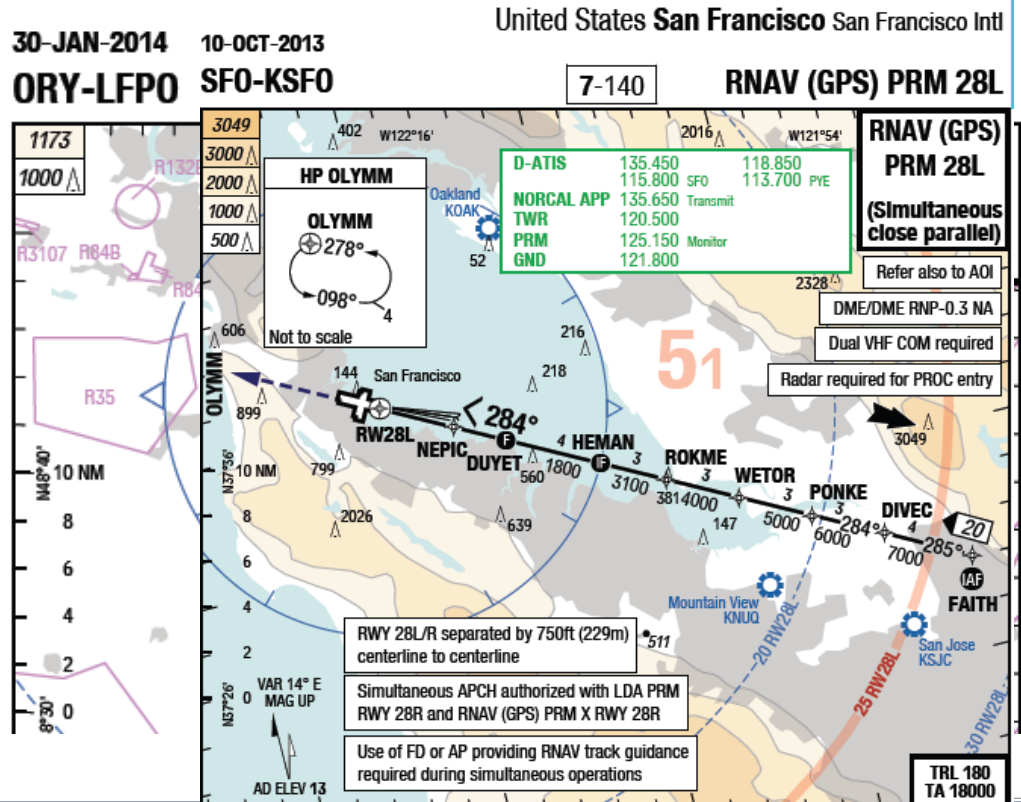 United States San Francisco San Francisco Intl
30-JAN-2014
10-OCT-2013
ORY-LFPO
SFO-KSFO
7-140
RNAV (GPS) PRM 28L
1173
1000
R3107
R84B
R35
N48°40'
10 NM
8
6
4
2
0
3049
3000
2000
1000
500
402
W122°16'
2016
W121°54'
HP OLYMM
OLYMM
278°
098°
4
Not to scale
Oakland
KOAK
52
D-ATIS 135.450 118.850
115.800 SFO 113.700 PYE
NORCAL APP 135.650 Transmit
TWR 120.500
PRM 125.150 Monitor
GND 121.800
RNAV (GPS)
PRM 28L
(Simultaneous
close parallel)
2328
Refer also to AOI
DME/DME RNP-0.3 NA
Dual VHF COM required
Radar required for PROC entry
51
606
216
218
144
San Francisco
OLYMM
899
3049
284°
RW28L
NEPIC
DUYET
F
4
HEMAN
IF
3
ROKME
3
WETOR
3
PONKE
3
284°
DIVEC
4
285°
20
IAF
FAITH
1800
3100
3814000
5000
6000
7000
799
560
639
147
2026
N37°36'
10 NM
8
6
4
2
0
N37°26'
Mountain View
KNUQ
San Jose
KSJC
20 RW28L
25 RW28L
30 RW28L
511
RWY 28L/R separated by 750ft (229m)
centerline to centerline
Simultaneous APCH authorized with LDA PRM
RWY 28R and RNAV (GPS) PRM X RWY 28R
Use of FD or AP providing RNAV track guidance
required during simultaneous operations
VAR 14° E
MAG UP
AD ELEV 13
TRL 180
TA 18000